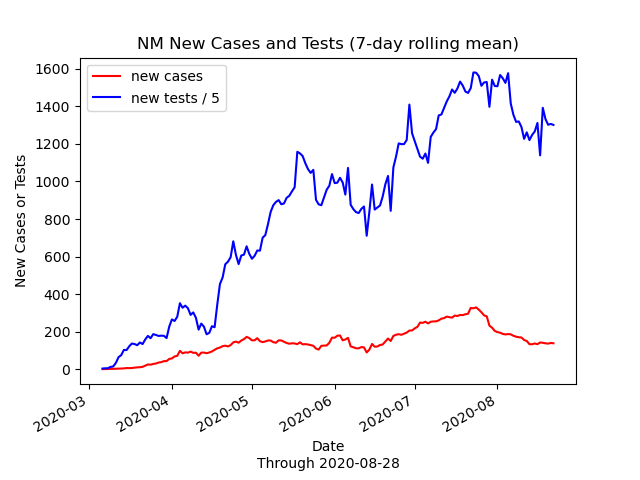 NM New Cases and Tests (7-day rolling mean)
new cases
new tests / 5
New Cases or Tests
1600
1400
1200
1000
800
600
400
200
0
2020-03
2020-04
2020-05
2020-06
2020-07
2020-08
Date
Through 2020-08-28